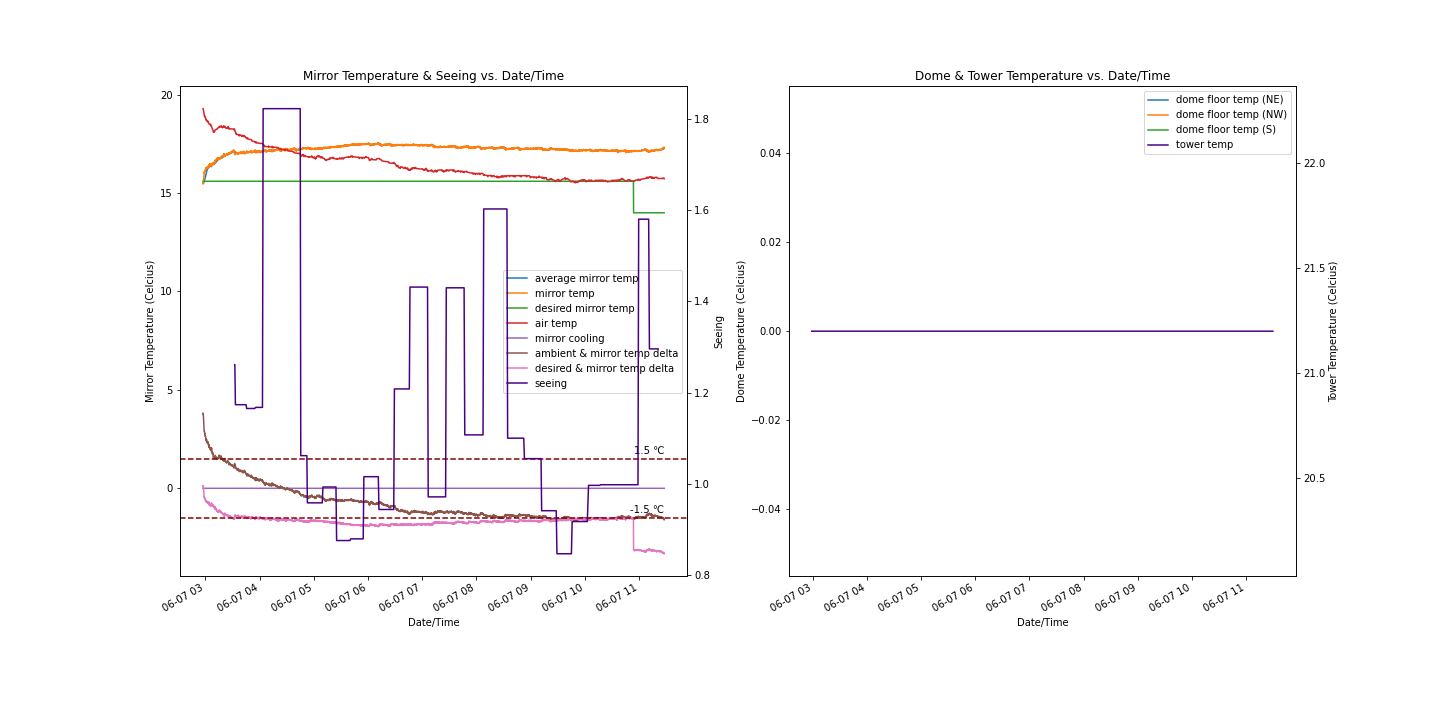 Mirror Temperature & Seeing vs. Date/Time
20
15
10
5
0
Mirror Temperature (Celcius)
1.8
1.6
1.4
1.2
1.0
0.8
Seeing
average mirror temp
mirror temp
desired mirror temp
air temp
mirror cooling
ambient & mirror temp delta
desired & mirror temp delta
seeing
1.5 °C
-1.5 °C
06-07 03
06-07 04
06-07 05
06-07 06
06-07 07
06-07 08
06-07 09
06-07 10
06-07 11
Date/Time
Dome & Tower Temperature vs. Date/Time
0.04
0.02
0.00
−0.02
−0.04
Dome Temperature (Celcius)
dome floor temp (NE)
dome floor temp (NW)
dome floor temp (S)
tower temp
22.0
21.5
21.0
20.5
Tower Temperature (Celcius)
06-07 03
06-07 04
06-07 05
06-07 06
06-07 07
06-07 08
06-07 09
06-07 10
06-07 11
Date/Time